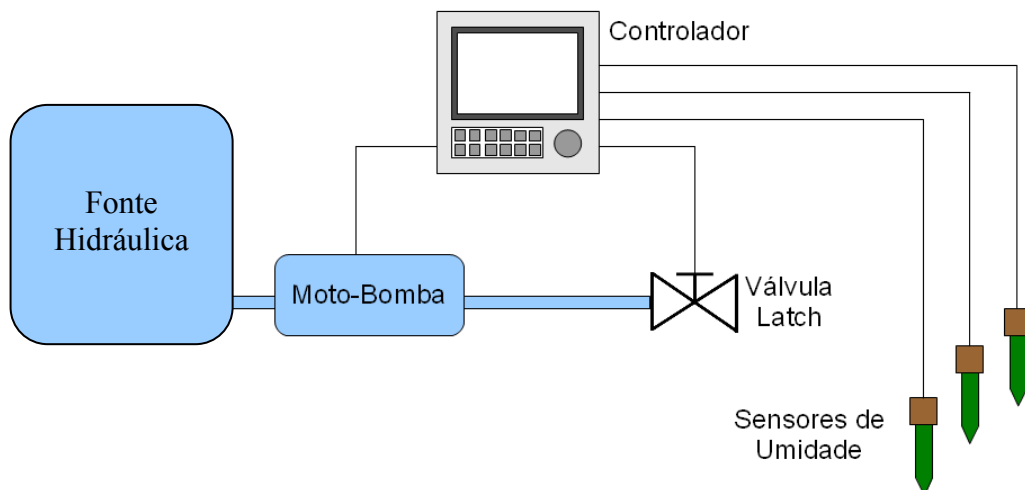 Controlador
Fonte
Hidráulica
Moto-Bomba
Válvula
Latch
Sensores de
Umidade